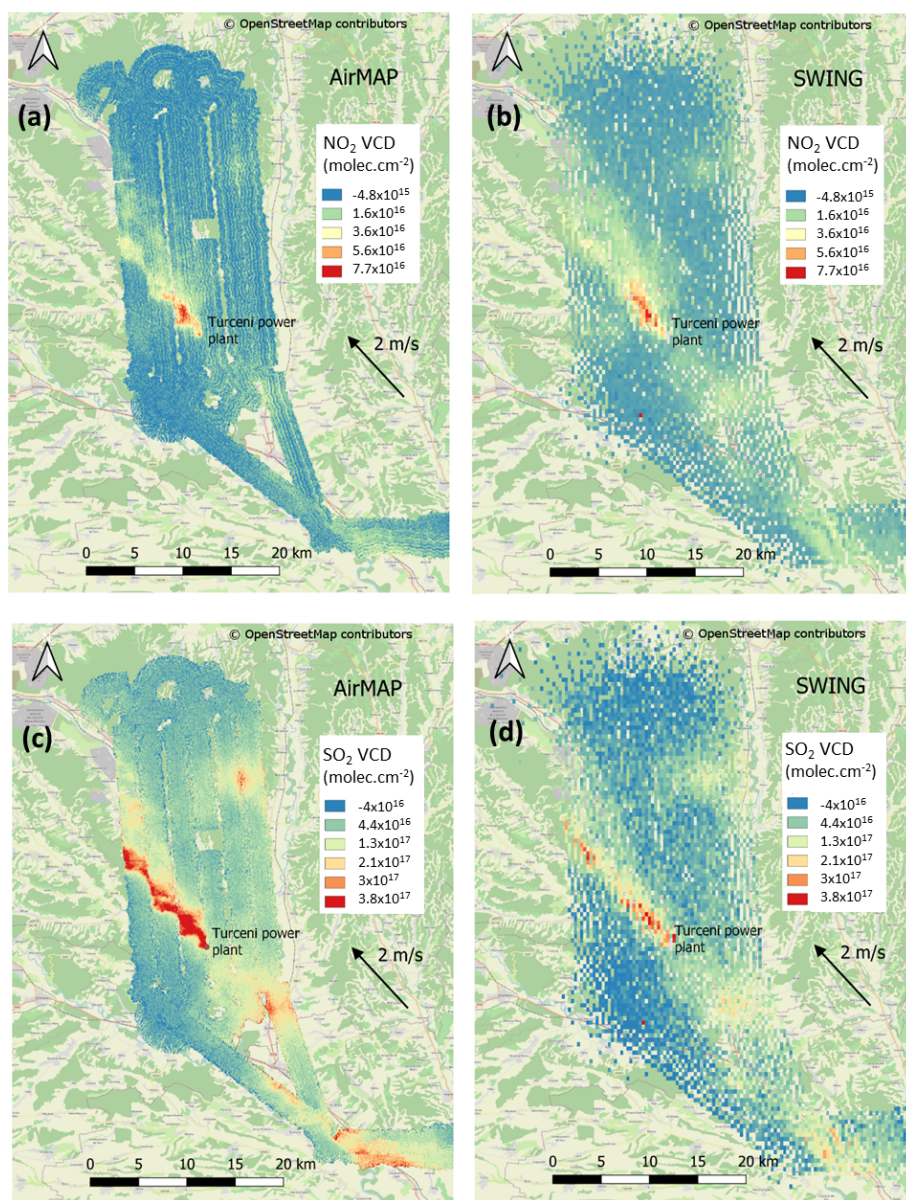 © OpenStreetMap contributors
AirMAP
(a)
NO₂ VCD
(molec.cm⁻²)
-4.8x10¹⁵
1.6x10¹⁶
3.6x10¹⁶
5.6x10¹⁶
7.7x10¹⁶
Turceni power
plant
2 m/s
0 5 10 15 20 km
© OpenStreetMap contributors
SWING
(b)
NO₂ VCD
(molec.cm⁻²)
-4.8x10¹⁵
1.6x10¹⁶
3.6x10¹⁶
5.6x10¹⁶
7.7x10¹⁶
Turceni power
plant
2 m/s
0 5 10 15 20 km
© OpenStreetMap contributors
AirMAP
(c)
SO₂ VCD
(molec.cm⁻²)
-4x10¹⁶
4.4x10¹⁶
1.3x10¹⁷
2.1x10¹⁷
3x10¹⁷
3.8x10¹⁷
Turceni power
plant
2 m/s
0 5 10 15 20 km
© OpenStreetMap contributors
SWING
(d)
SO₂ VCD
(molec.cm⁻²)
-4x10¹⁶
4.4x10¹⁶
1.3x10¹⁷
2.1x10¹⁷
3x10¹⁷
3.8x10¹⁷
Turceni power
plant
2 m/s
0 5 10 15 20 km